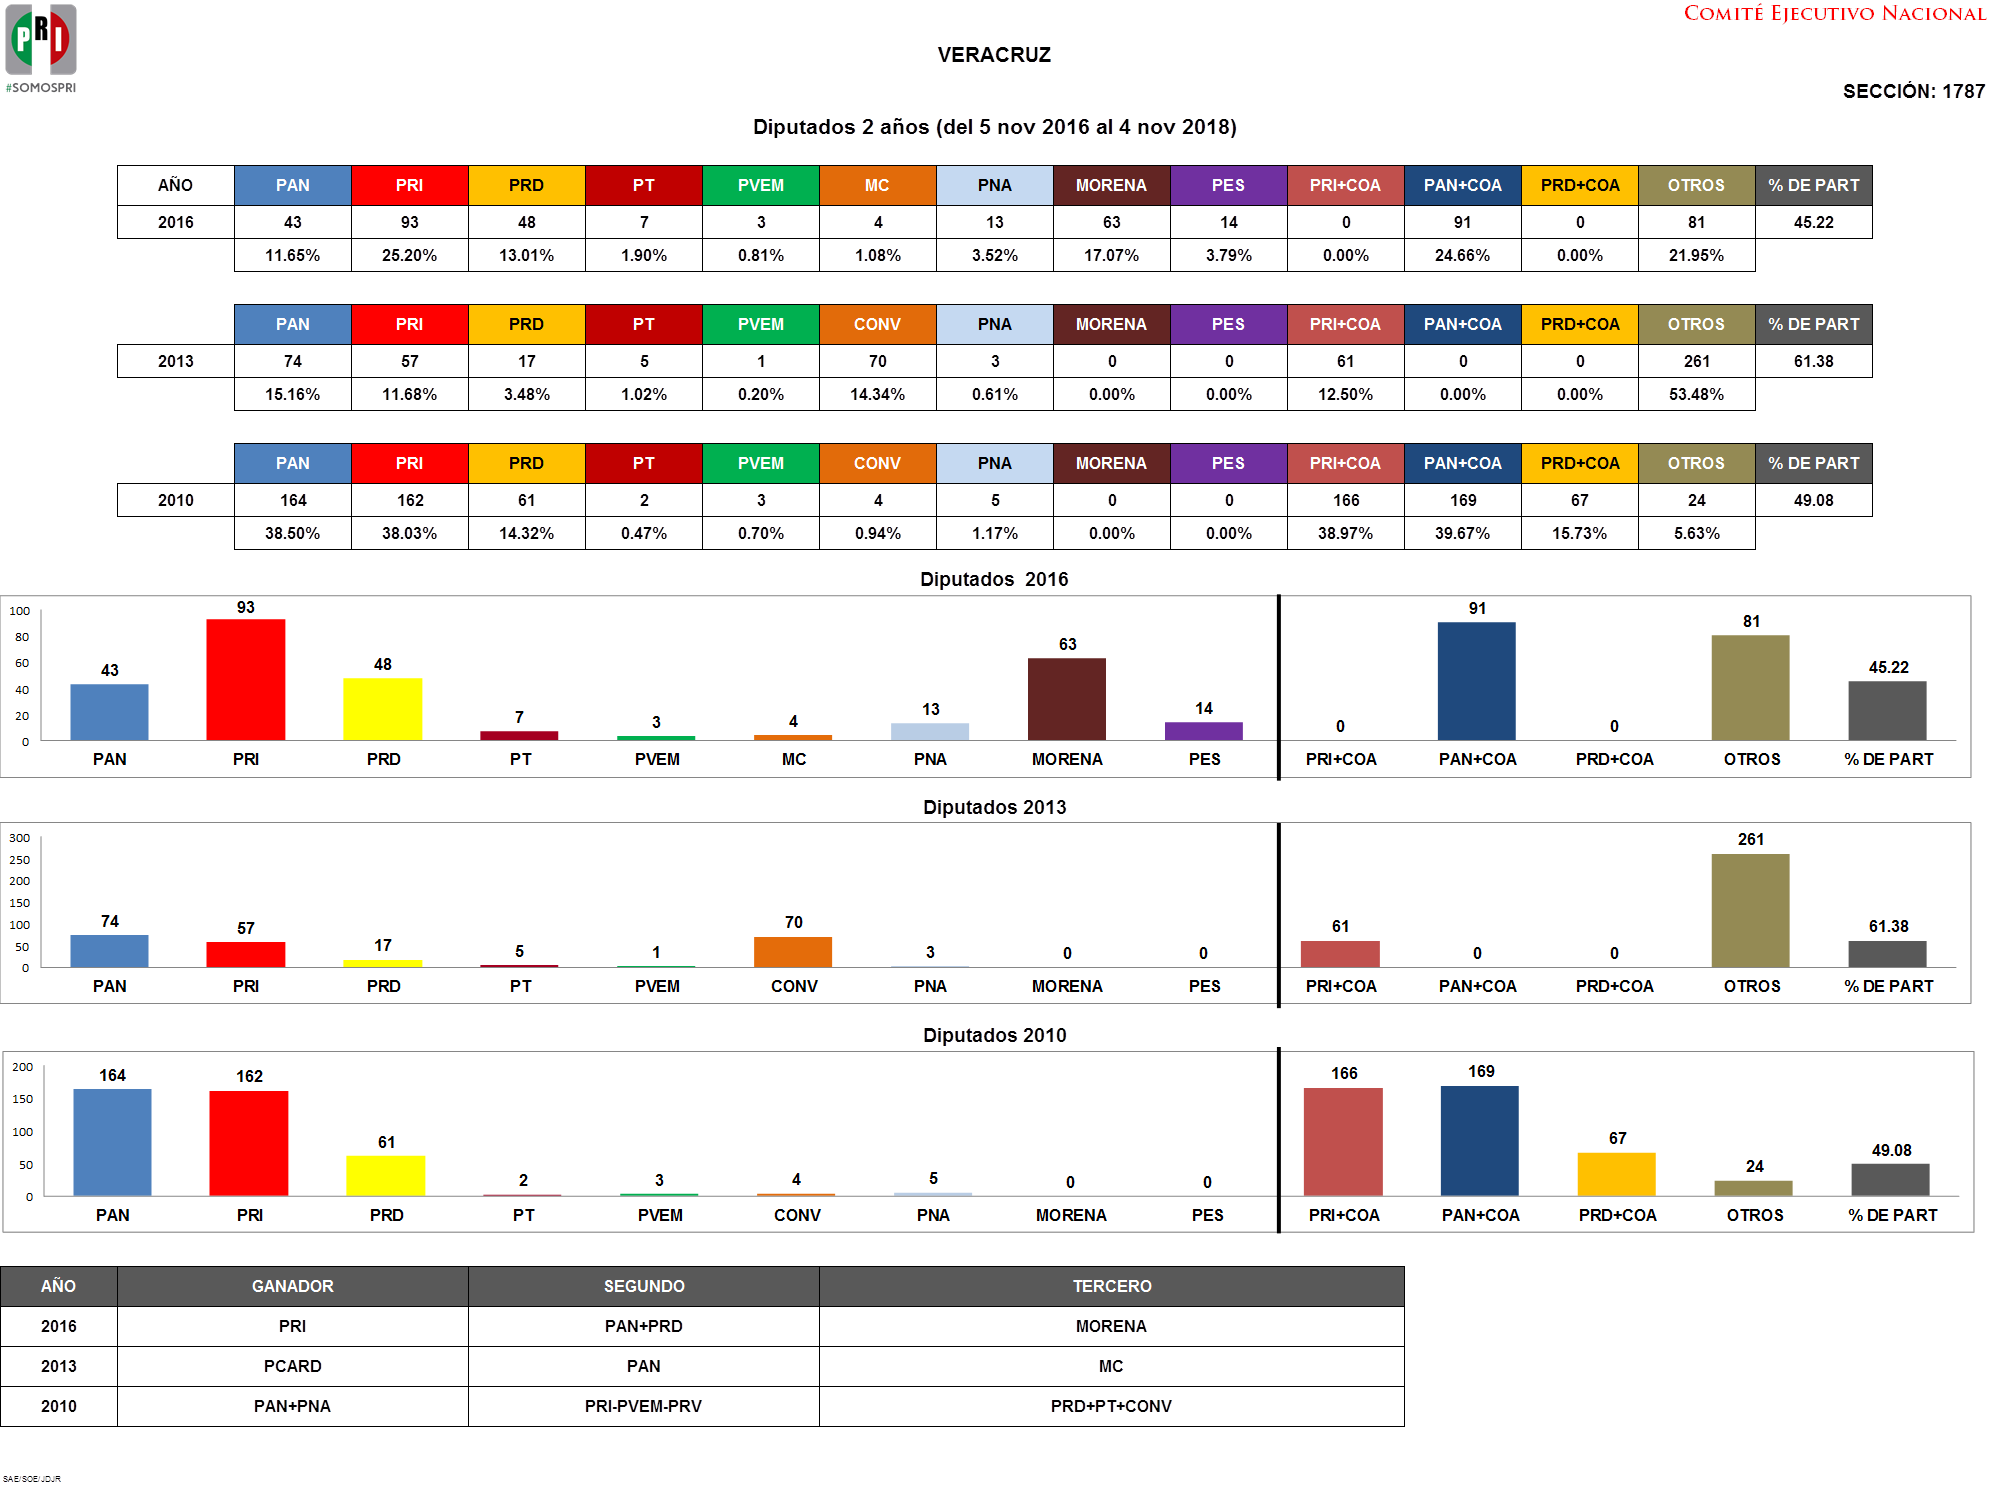 PRI
#SOMOSPRI
COMITÉ EJECUTIVO NACIONAL
VERACRUZ
SECCIÓN: 1787
Diputados 2 años (del 5 nov 2016 al 4 nov 2018)
AÑO PAN PRI PRD PT PVEM MC PNA MORENA PES PRI+COA PAN+COA PRD+COA OTROS % DE PART
2016 43 93 48 7 3 4 13 63 14 0 91 0 81 45.22
11.65% 25.20% 13.01% 1.90% 0.81% 1.08% 3.52% 17.07% 3.79% 0.00% 24.66% 0.00% 21.95%
PAN PRI PRD PT PVEM CONV PNA MORENA PES PRI+COA PAN+COA PRD+COA OTROS % DE PART
2013 74 57 17 5 1 70 3 0 0 61 0 0 261 61.38
15.16% 11.68% 3.48% 1.02% 0.20% 14.34% 0.61% 0.00% 0.00% 12.50% 0.00% 0.00% 53.48%
PAN PRI PRD PT PVEM CONV PNA MORENA PES PRI+COA PAN+COA PRD+COA OTROS % DE PART
2010 164 162 61 2 3 4 5 0 0 166 169 67 24 49.08
38.50% 38.03% 14.32% 0.47% 0.70% 0.94% 1.17% 0.00% 0.00% 38.97% 39.67% 15.73% 5.63%
Diputados 2016
100
80
60
40
20
0
43 93 48 7 3 4 13 63 14 0 91 0 81 45.22
PAN PRI PRD PT PVEM MC PNA MORENA PES PRI+COA PAN+COA PRD+COA OTROS % DE PART
Diputados 2013
300
250
200
150
100
50
0
74 57 17 5 1 70 3 0 0 61 0 0 261 61.38
PAN PRI PRD PT PVEM CONV PNA MORENA PES PRI+COA PAN+COA PRD+COA OTROS % DE PART
Diputados 2010
200
150
100
50
0
164 162 61 2 3 4 5 0 0 166 169 67 24 49.08
PAN PRI PRD PT PVEM CONV PNA MORENA PES PRI+COA PAN+COA PRD+COA OTROS % DE PART
AÑO GANADOR SEGUNDO TERCERO
2016 PRI PAN+PRD MORENA
2013 PCARD PAN MC
2010 PAN+PNA PRI-PVEM-PRV PRD+PT+CONV
SAE/SOE/JDJR